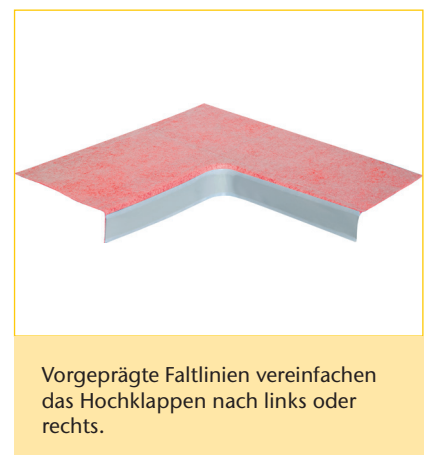 Vorgeprägte Faltlinien vereinfachen
das Hochklappen nach links oder
rechts.